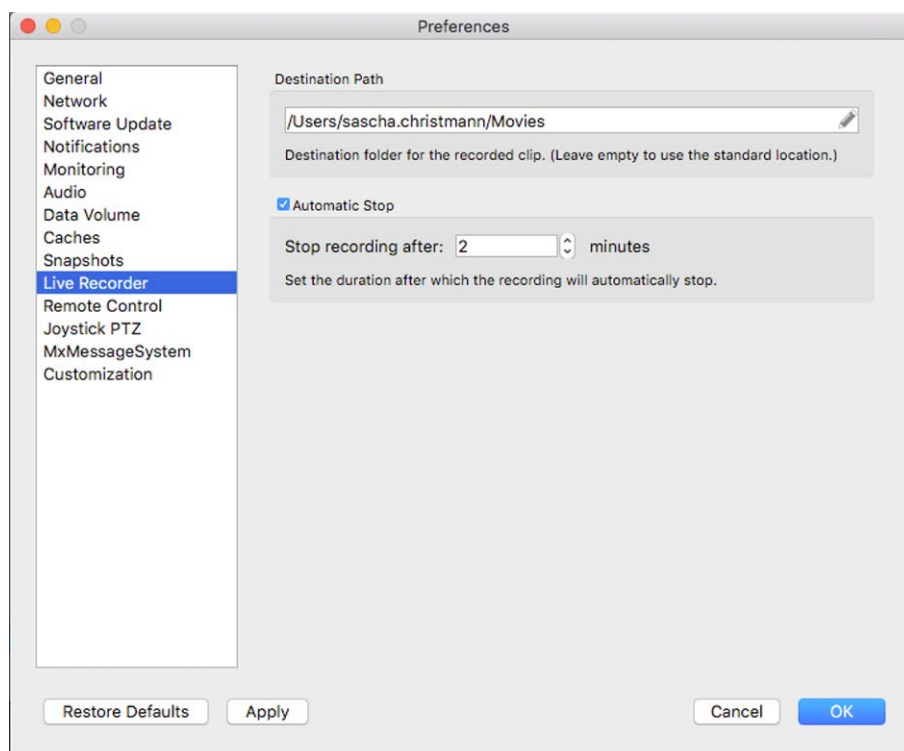 Preferences
General
Network
Software Update
Notifications
Monitoring
Audio
Data Volume
Caches
Snapshots
Live Recorder
Remote Control
Joystick PTZ
MxMessageSystem
Customization
Destination Path
/Users/sascha.christmann/Movies
Destination folder for the recorded clip. (Leave empty to use the standard location.)
Automatic Stop
Stop recording after: 2 minutes
Set the duration after which the recording will automatically stop.
Restore Defaults Apply Cancel OK